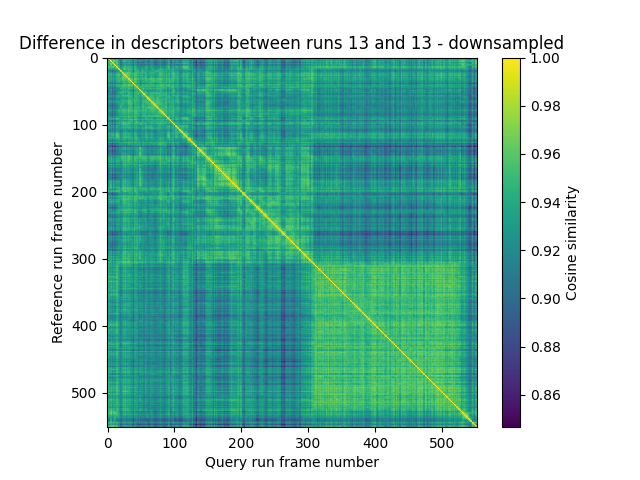 Difference in descriptors between runs 13 and 13 - downsampled
Reference run frame number
0
100
200
300
400
500
0 100 200 300 400 500
Query run frame number
1.00
0.98
0.96
0.94
0.92
0.90
0.88
0.86
Cosine similarity